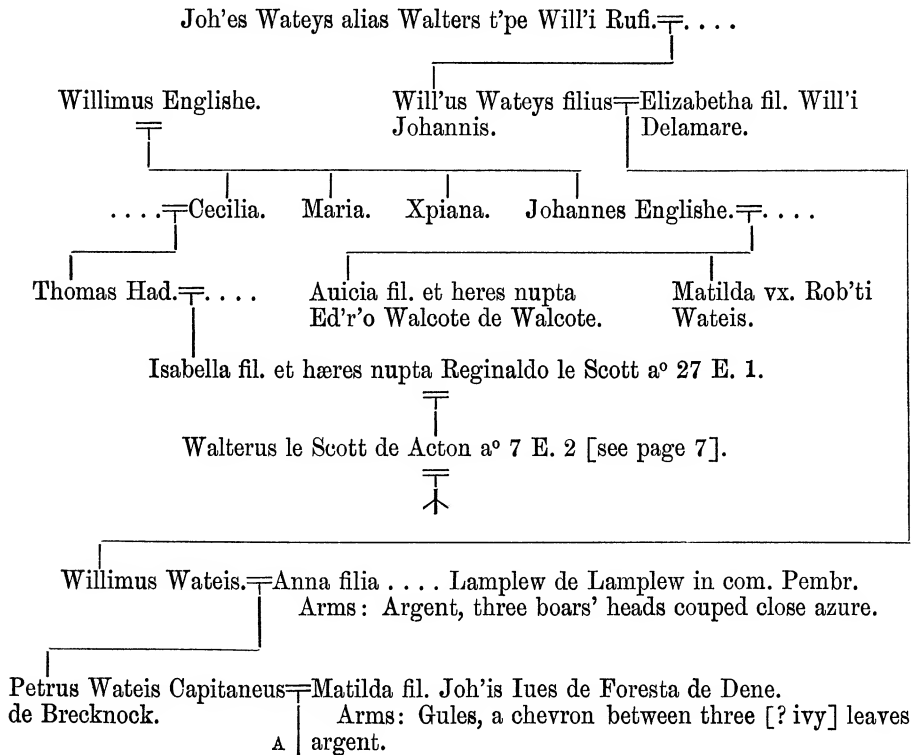 Joh'es Wateys alias Walters t'pe Will'i Rufi. . . . .
Willimus Englishe.
Will'us Wateys filius Johannis.
Elizabetha fil. Will'i Delamare.
. . . . Cecilia. Maria. Xpiana. Johannes Englishe. . . . .
Thomas Had. . . . .
Auicia fil. et heres nupta
Ed'r'o Walcote de Walcote.
Matilda vx. Rob'ti
Wateis.
Isabella fil. et hæres nupta Reginaldo le Scott aº 27 E. 1.
Walterus le Scott de Acton aº 7 E. 2 [see page 7].
Willimus Wateis. Anna filia . . . . Lamplew de Lamplew in com. Pembr.
Arms: Argent, three boars' heads couped close azure.
Petrus Wateis Capitaneus
de Brecknock.
Matilda fil. Joh'is Iues de Foresta de Dene.
Arms: Gules, a chevron between three [? ivy] leaves
argent.
A